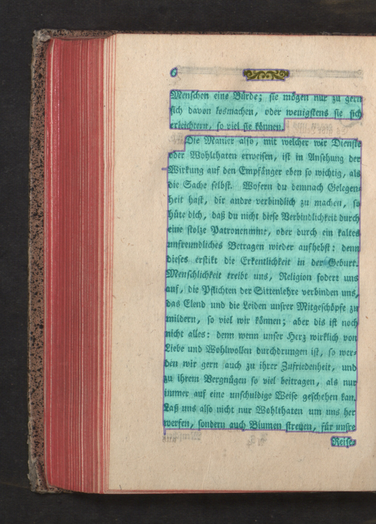 6
Menschen eine Bürde; sie mögen nur zu gern
sich davon losmachen, oder wenigstens sie sich
erleichtern, so viel sie können.
Die Manier also, mit welcher wir Dienste
oder Wohlthaten erweisen, ist in Ansehung der
Wirkung auf den Empfänger eben so wichtig, als
die Sache selbst. Wofern du demnach Gelegen-
heit hast, dir andre verbindlich zu machen, so
hüte dich, daß du nicht diese Verbindlichkeit durch
eine stolze Patronenmine, oder durch ein kaltes
unfreundliches Betragen wieder aufhebst: denn
dieses erstikt die Erkentlichkeit in der Geburt.
Menschlichkeit treibt uns, Religion fodert uns
auf, die Pflichten der Sittenlehre verbinden uns,
das Elend und die Leiden unsrer Mitgeschöpfe zu
mildern, so viel wir können; aber dis ist noch
nicht alles: denn wenn unser Herz wirklich von
Liebe und Wohlwollen durchdrungen ist, so wer-
den wir gern auch zu ihrer Zufriedenheit, und
zu ihrem Vergnügen so viel beitragen, als nur
immer auf eine unschuldige Weise geschehen kan.
Laß uns also nicht nur Wohlthaten um uns her
werfen, sondern auch Blumen streuen, für unsre
Reise-